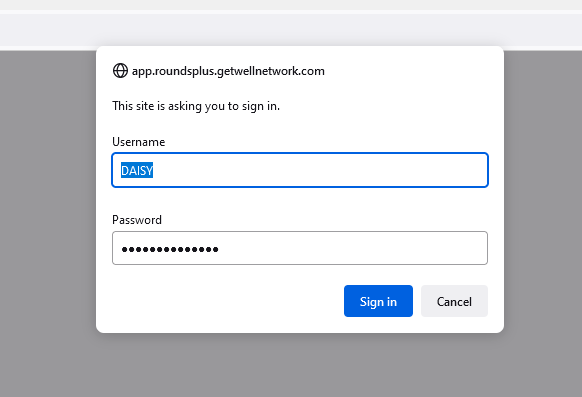 app.roundsplus.getwellnetwork.com
This site is asking you to sign in.
Username
DAISY
Password
••••••••••••••
Sign in
Cancel